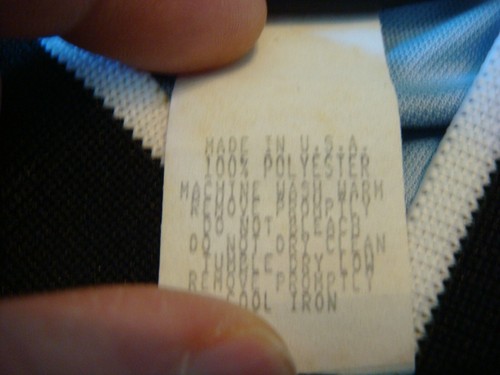 MADE IN U.S.A.
100% POLYESTER
MACHINE WASH WARM
REMOVE PROMPTLY
DO NOT BLEACH
DO NOT DRY CLEAN
TUMBLE DRY LOW
REMOVE PROMPTLY
COOL IRON